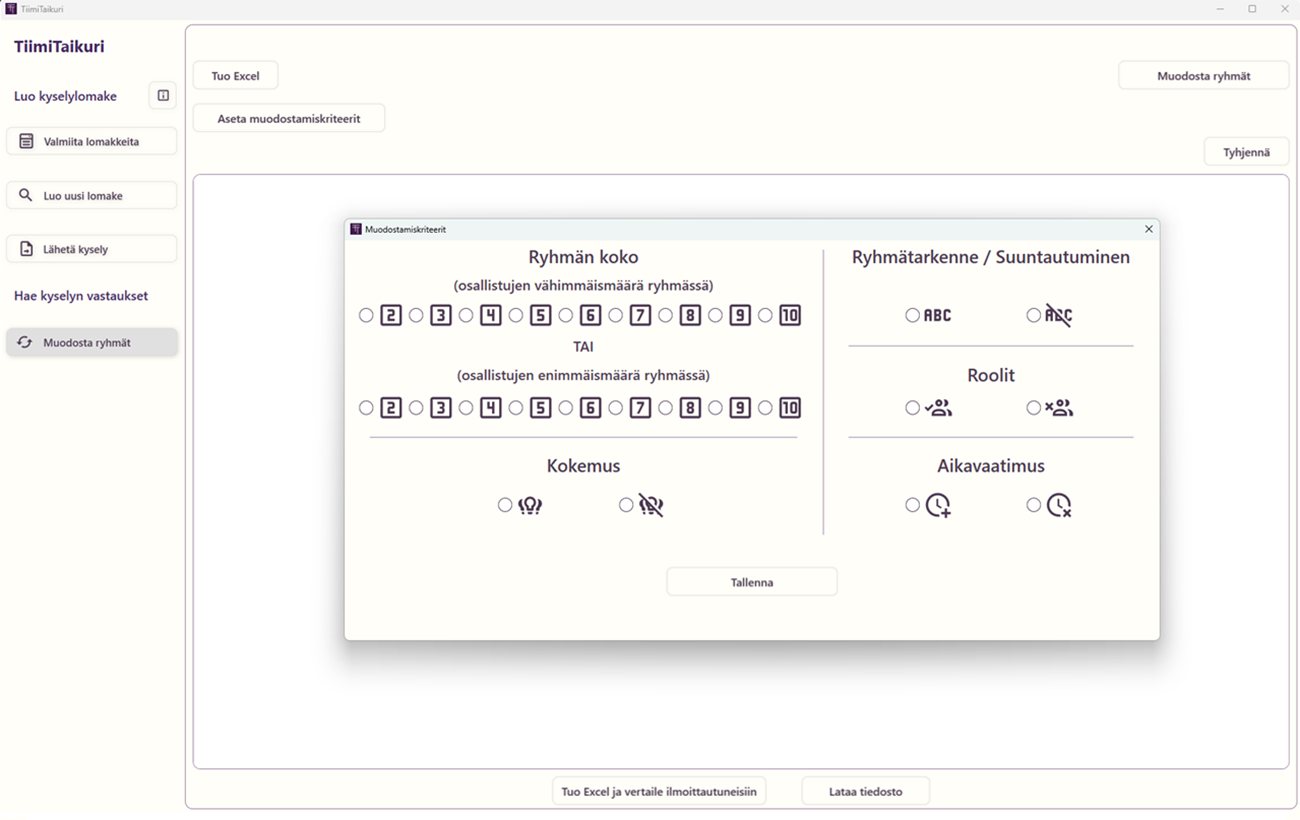 TiimiTaikuri
TiimiTaikuri
Luo kyselylomake
Valmiita lomakkeita
Luo uusi lomake
Lähetä kysely
Hae kyselyn vastaukset
Muodosta ryhmät
Tuo Excel
Muodosta ryhmät
Aseta muodostamiskriteerit
Tyhjennä
Muodostamiskriteerit
Ryhmän koko
(osallistujen vähimmäismäärä ryhmässä)
2 3 4 5 6 7 8 9 10
TAI
(osallistujen enimmäismäärä ryhmässä)
2 3 4 5 6 7 8 9 10
Kokemus
Ryhmätarkenne / Suuntautuminen
ABC ABC
Roolit
Aikavaatimus
Tallenna
Tuo Excel ja vertaile ilmoittautuneisiin
Lataa tiedosto